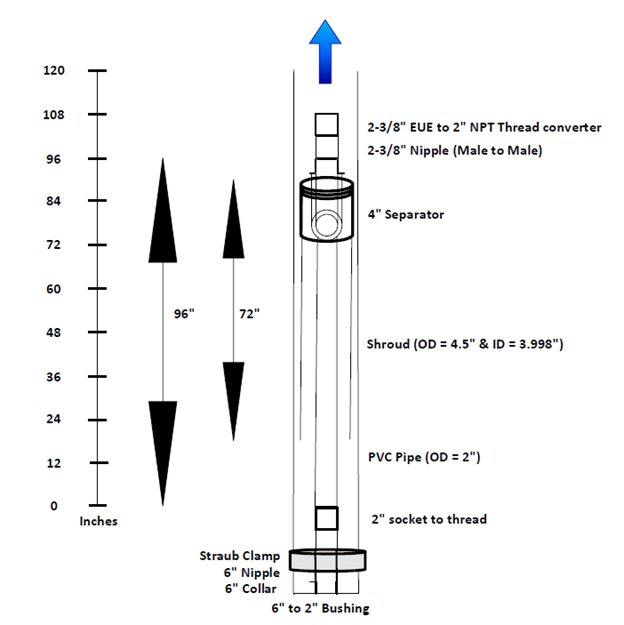 120
108
96
84
72
60
48
36
24
12
0
Inches
96"
72"
2-3/8" EUE to 2" NPT Thread converter
2-3/8" Nipple (Male to Male)
4" Separator
Shroud (OD = 4.5" & ID = 3.998")
PVC Pipe (OD = 2")
2" socket to thread
Straub Clamp
6" Nipple
6" Collar
6" to 2" Bushing